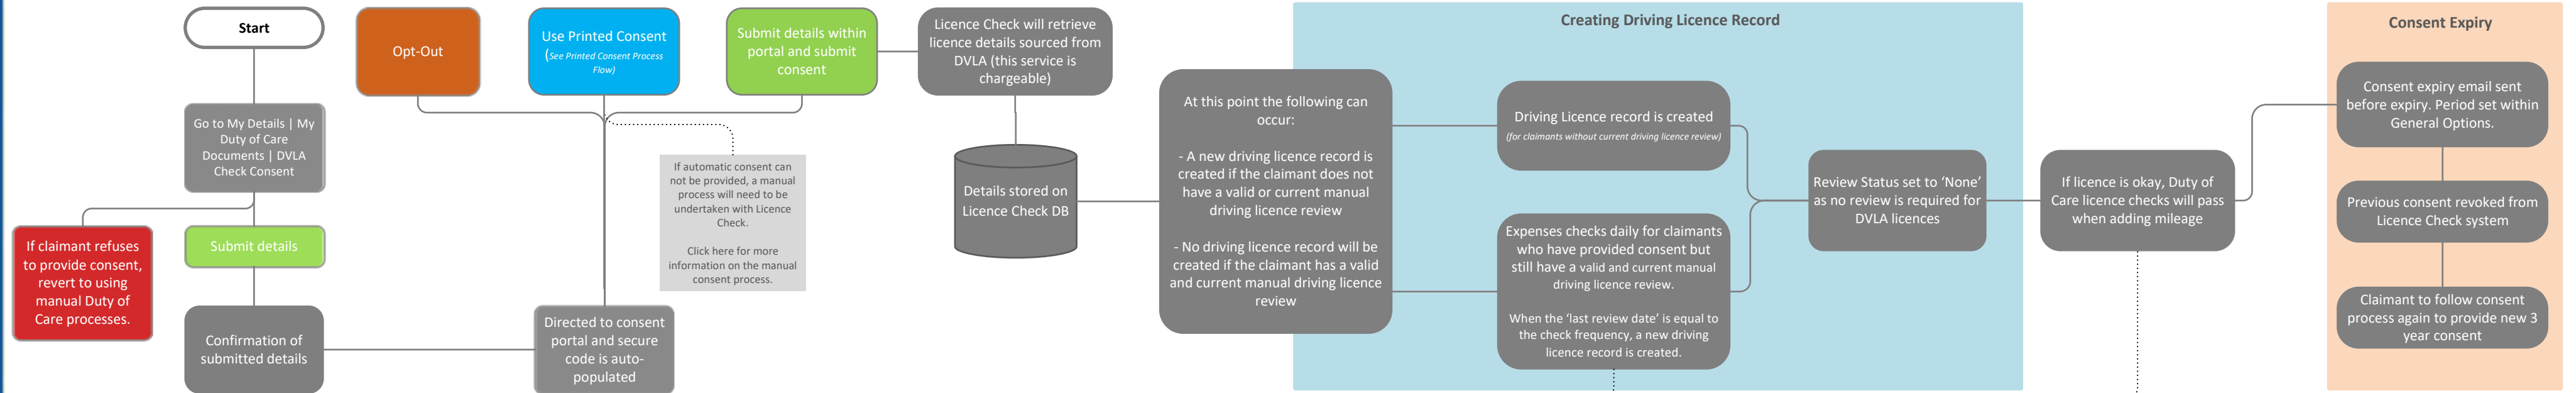 Start
Go to My Details | My
Duty of Care
Documents | DVLA
Check Consent
If claimant refuses
to provide consent,
revert to using
manual Duty of
Care processes.
Submit details
Confirmation of
submitted details
Opt-Out
Use Printed Consent
(See Printed Consent Process
Flow)
Submit details within
portal and submit
consent
If automatic consent can
not be provided, a manual
process will need to be
undertaken with Licence
Check.
Click here for more
information on the manual
consent process.
Directed to consent
portal and secure
code is auto-
populated
Licence Check will retrieve
licence details sourced from
DVLA (this service is
chargeable)
Details stored on
Licence Check DB
At this point the following can
occur:
- A new driving licence record is
created if the claimant does not
have a valid or current manual
driving licence review
- No driving licence record will be
created if the claimant has a valid
and current manual driving licence
review
Creating Driving Licence Record
Driving Licence record is created
(for claimants without current driving licence review)
Expenses checks daily for claimants
who have provided consent but
still have a valid and current manual
driving licence review.
When the ‘last review date’ is equal to
the check frequency, a new driving
licence record is created.
Review Status set to ‘None’
as no review is required for
DVLA licences
If licence is okay, Duty of
Care licence checks will pass
when adding mileage
Consent Expiry
Consent expiry email sent
before expiry. Period set within
General Options.
Previous consent revoked from
Licence Check system
Claimant to follow consent
process again to provide new 3
year consent